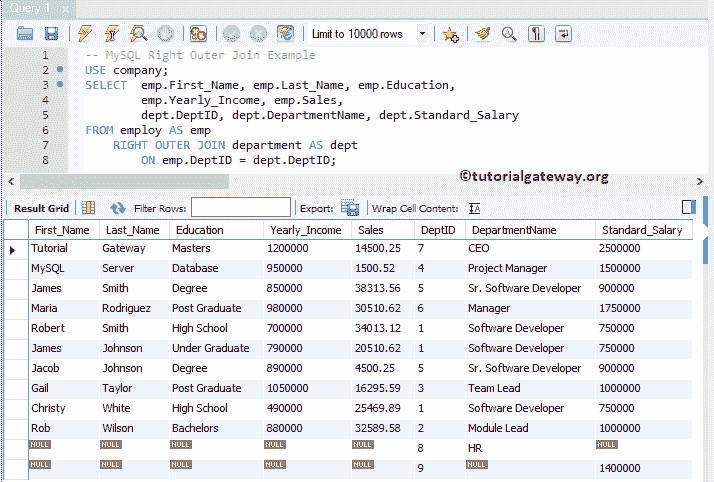 Query 1
Limit to 10000 rows
1 -- MySQL Right Outer Join Example
2 USE company;
3 SELECT emp.First_Name, emp.Last_Name, emp.Education,
4 emp.Yearly_Income, emp.Sales,
5 dept.DeptID, dept.DepartmentName, dept.Standard_Salary
6 FROM employ AS emp
7 RIGHT OUTER JOIN department AS dept
8 ON emp.DeptID = dept.DeptID;
©tutorialgateway.org
Result Grid Filter Rows: Export: Wrap Cell Content: IA
First_Name Last_Name Education Yearly_Income Sales DeptID DepartmentName Standard_Salary
Tutorial Gateway Masters 1200000 14500.25 7 CEO 2500000
MySQL Server Database 950000 1500.52 4 Project Manager 1500000
James Smith Degree 850000 38313.56 5 Sr. Software Developer 900000
Maria Rodriguez Post Graduate 980000 30510.62 6 Manager 1750000
Robert Smith High School 700000 34013.12 1 Software Developer 750000
James Johnson Under Graduate 790000 20510.62 1 Software Developer 750000
Jacob Johnson Degree 890000 4500.25 5 Sr. Software Developer 900000
Gail Taylor Post Graduate 1050000 16295.59 3 Team Lead 1000000
Christy White High School 490000 25469.89 1 Software Developer 750000
Rob Wilson Bachelors 880000 32589.58 2 Module Lead 1000000
NULL NULL NULL NULL NULL 8 HR NULL
NULL NULL NULL NULL NULL 9 NULL 1400000